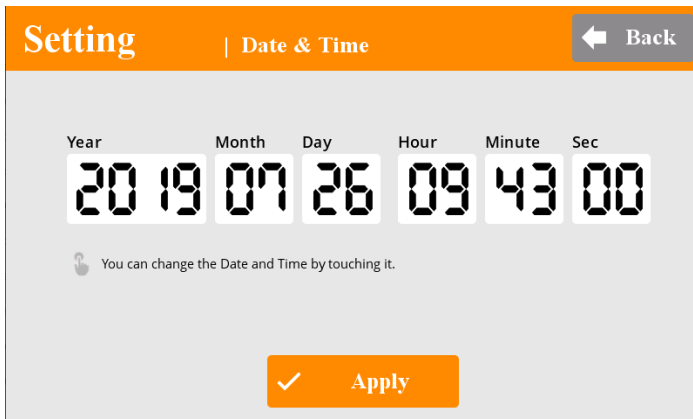 Setting | Date & Time Back
Year Month Day Hour Minute Sec
2019 07 26 09 43 00
You can change the Date and Time by touching it.
Apply